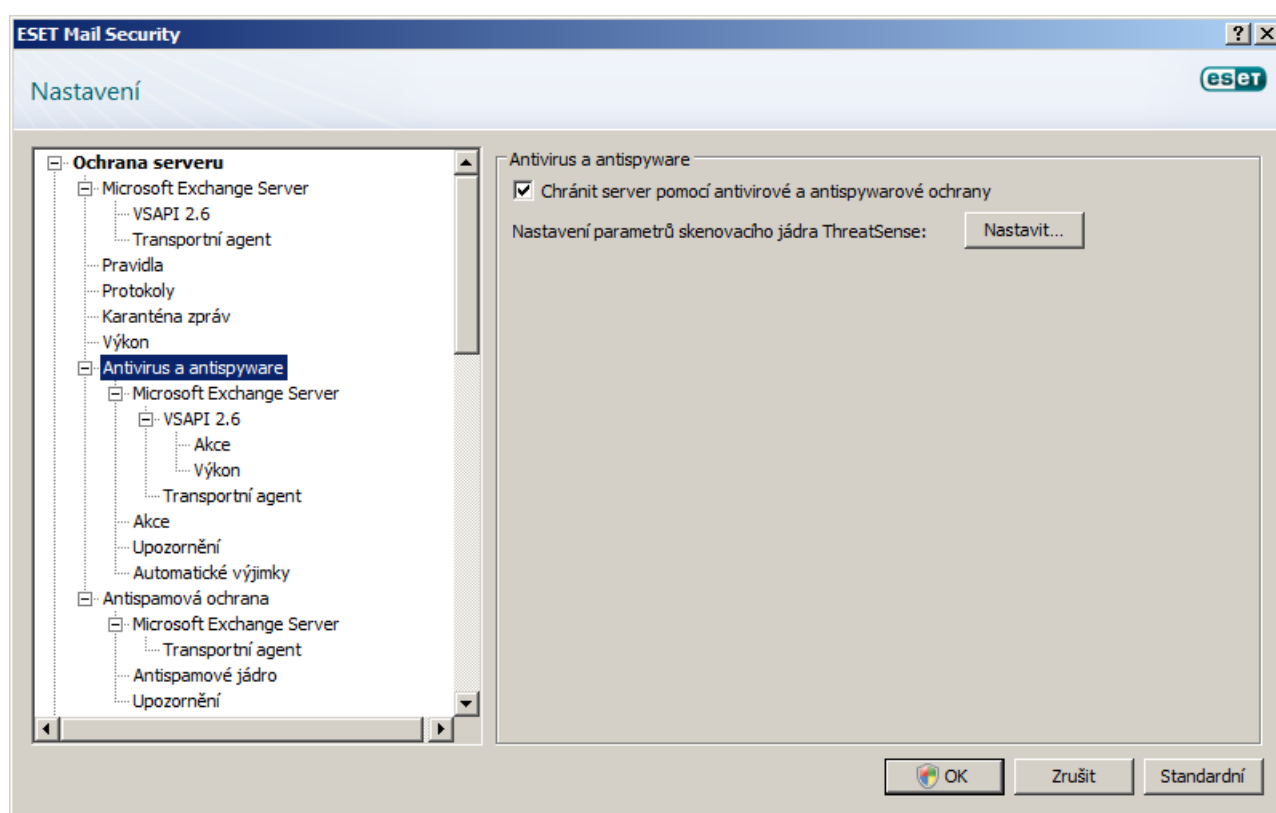 ESET Mail Security
Nastavení
eset
Ochrana serveru
Microsoft Exchange Server
VSAPI 2.6
Transportní agent
Pravidla
Protokoly
Karanténa zpráv
Výkon
Antivirus a antispyware
Microsoft Exchange Server
VSAPI 2.6
Akce
Výkon
Transportní agent
Akce
Upozornění
Automatické výjimky
Antispamová ochrana
Microsoft Exchange Server
Transportní agent
Antispamové jádro
Upozornění
Antivirus a antispyware
Chránit server pomocí antivirové a antispywarové ochrany
Nastavení parametrů skenovacího jádra ThreatSense: Nastavit...
OK Zrušit Standardní